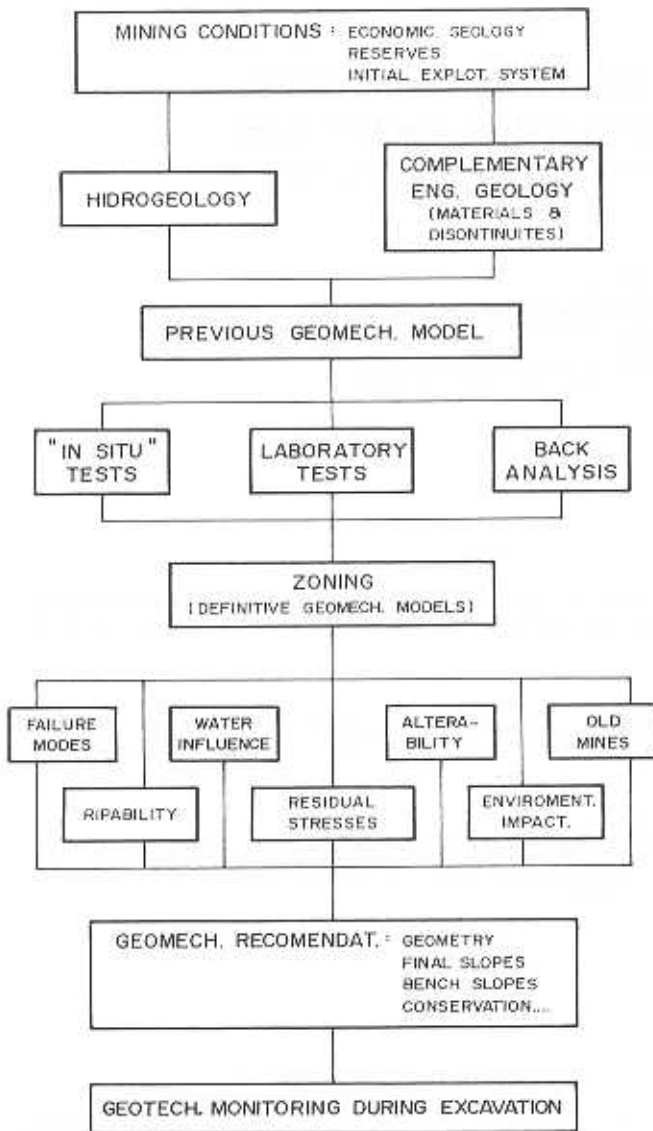 MINING CONDITIONS : ECONOMIC. GEOLOGY
RESERVES
INITIAL EXPLOT. SYSTEM
HIDROGEOLOGY
COMPLEMENTARY
ENG. GEOLOGY
(MATERIALS &
DISONTINUITES)
PREVIOUS GEOMECH. MODEL
"IN SITU"
TESTS
LABORATORY
TESTS
BACK
ANALYSIS
ZONING
(DEFINITIVE GEOMECH. MODELS)
FAILURE
MODES
WATER
INFLUENCE
ALTERA-
BILITY
OLD
MINES
RIPABILITY
RESIDUAL
STRESSES
ENVIROMENT.
IMPACT.
GEOMECH. RECOMENDAT. : GEOMETRY
FINAL SLOPES
BENCH SLOPES
CONSERVATION....
GEOTECH. MONITORING DURING EXCAVATION